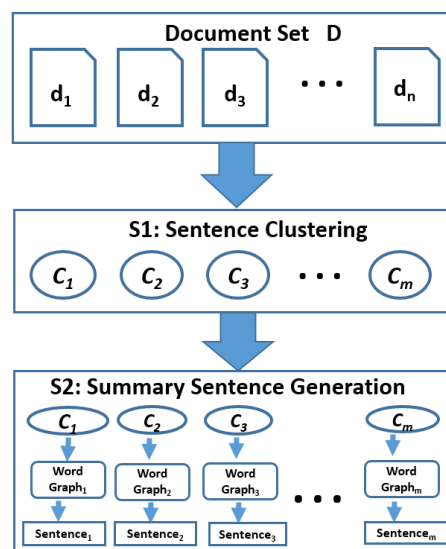 Document Set D
d1 d2 d3 ... dn
S1: Sentence Clustering
C1 C2 C3 ... Cm
S2: Summary Sentence Generation
C1 C2 C3 Cm
Word Word Word Word
Graph1 Graph2 Graph3 ... Graphm
Sentence1 Sentence2 Sentence3 Sentencem